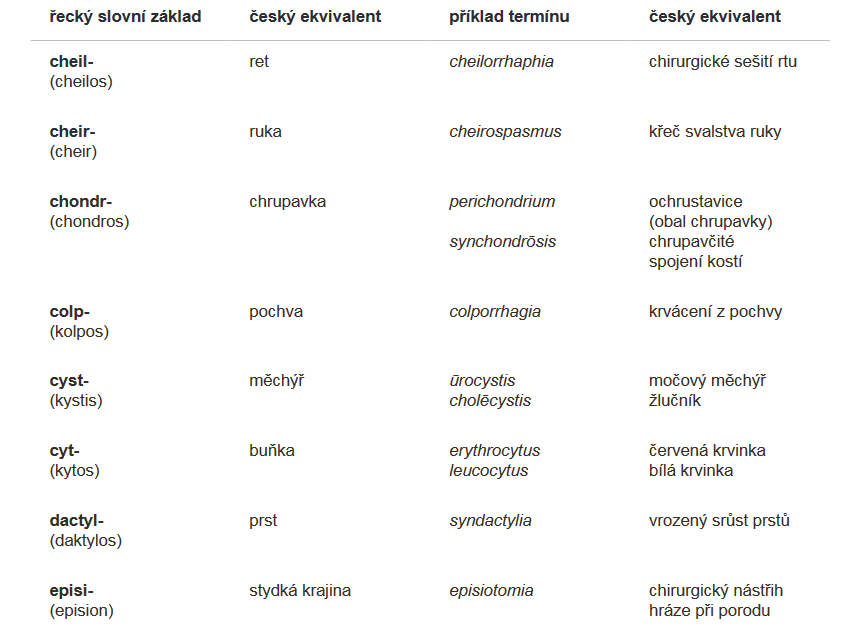 řecký slovní základ český ekvivalent příklad termínu český ekvivalent
cheil- ret cheilorrhaphia chirurgické sešití rtu
(cheilos)
cheir- ruka cheirospasmus křeč svalstva ruky
(cheir)
chondr- chrupavka perichondrium ochrustavice
(chondros) (obal chrupavky)
synchondrōsis chrupavčité
spojení kostí
colp- pochva colporrhagia krvácení z pochvy
(kolpos)
cyst- měchýř ūrocystis močový měchýř
(kystis) cholēcystis žlučník
cyt- buňka erythrocytus červená krvinka
(kytos) leucocytus bílá krvinka
dactyl- prst syndactylia vrozený srůst prstů
(daktylos)
episi- stydká krajina episiotomia chirurgický nástřih
(epision) hráze při porodu